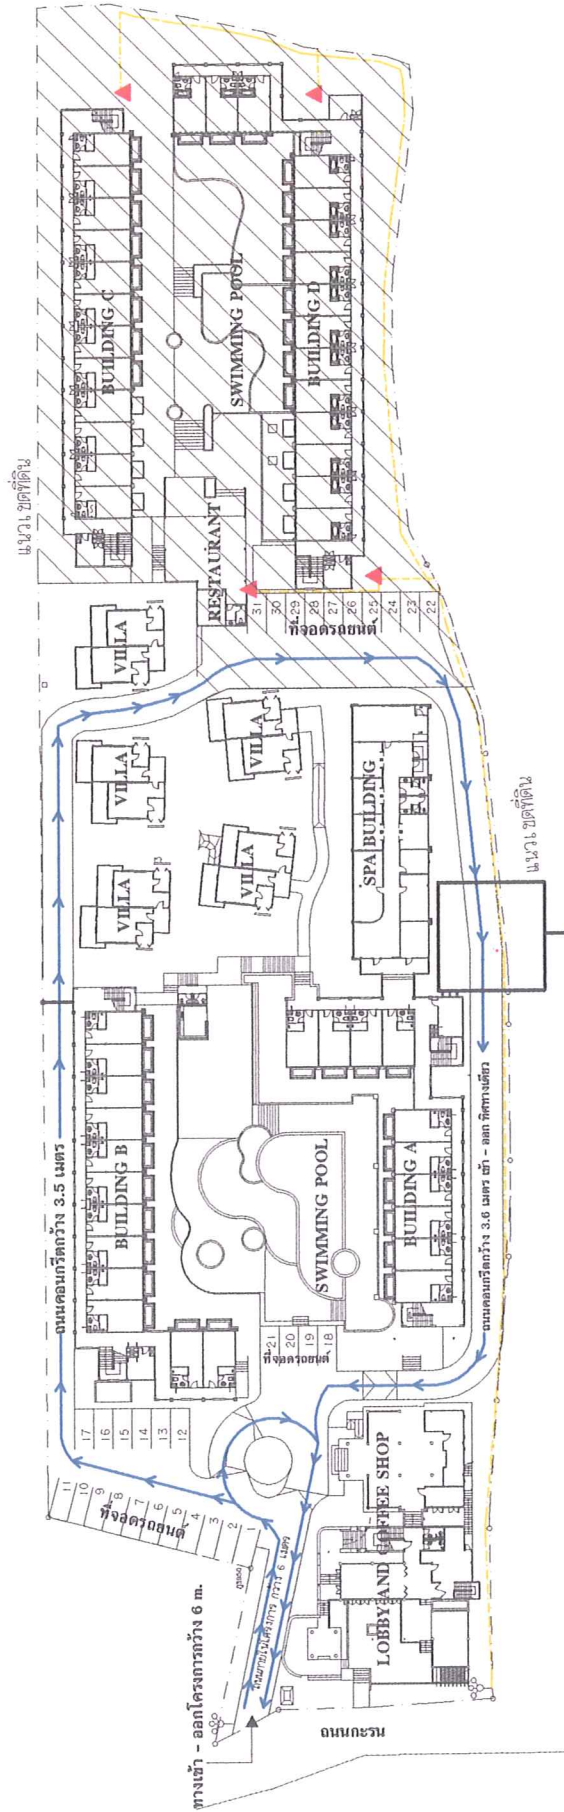 แนวเขตที่ดิน
BUILDING C
SWIMMING POOL
BUILDING D
RESTAURANT
31
30
29
28
27
26
25
24
23
22
ที่จอดรถยนต์
VILLA
VILLA
VILLA
VILLA
VILLA
SPA BUILDING
แนวเขตที่ดิน
ถนนคอนกรีตกว้าง 3.5 เมตร
BUILDING B
SWIMMING POOL
BUILDING A
ถนนคอนกรีตกว้าง 3.6 เมตร เข้า - ออก ทิศทางเดียว
21
20
19
18
ที่จอดรถยนต์
17
16
15
14
13
12
11
10
9
8
7
6
5
4
3
2
1
ที่จอดรถยนต์
LOBBY AND COFFEE SHOP
ถนนภายในโครงการ กว้าง 6 เมตร
ทางเข้า - ออกโครงการกว้าง 6 m.
ถนนกะรน